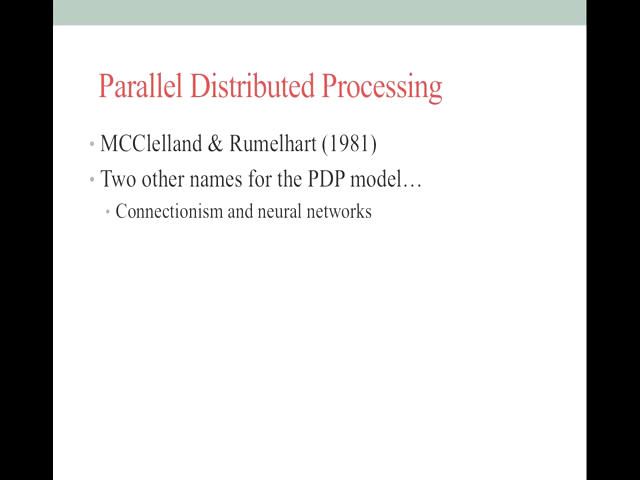 Parallel Distributed Processing
• MCClelland & Rumelhart (1981)
• Two other names for the PDP model…
• Connectionism and neural networks